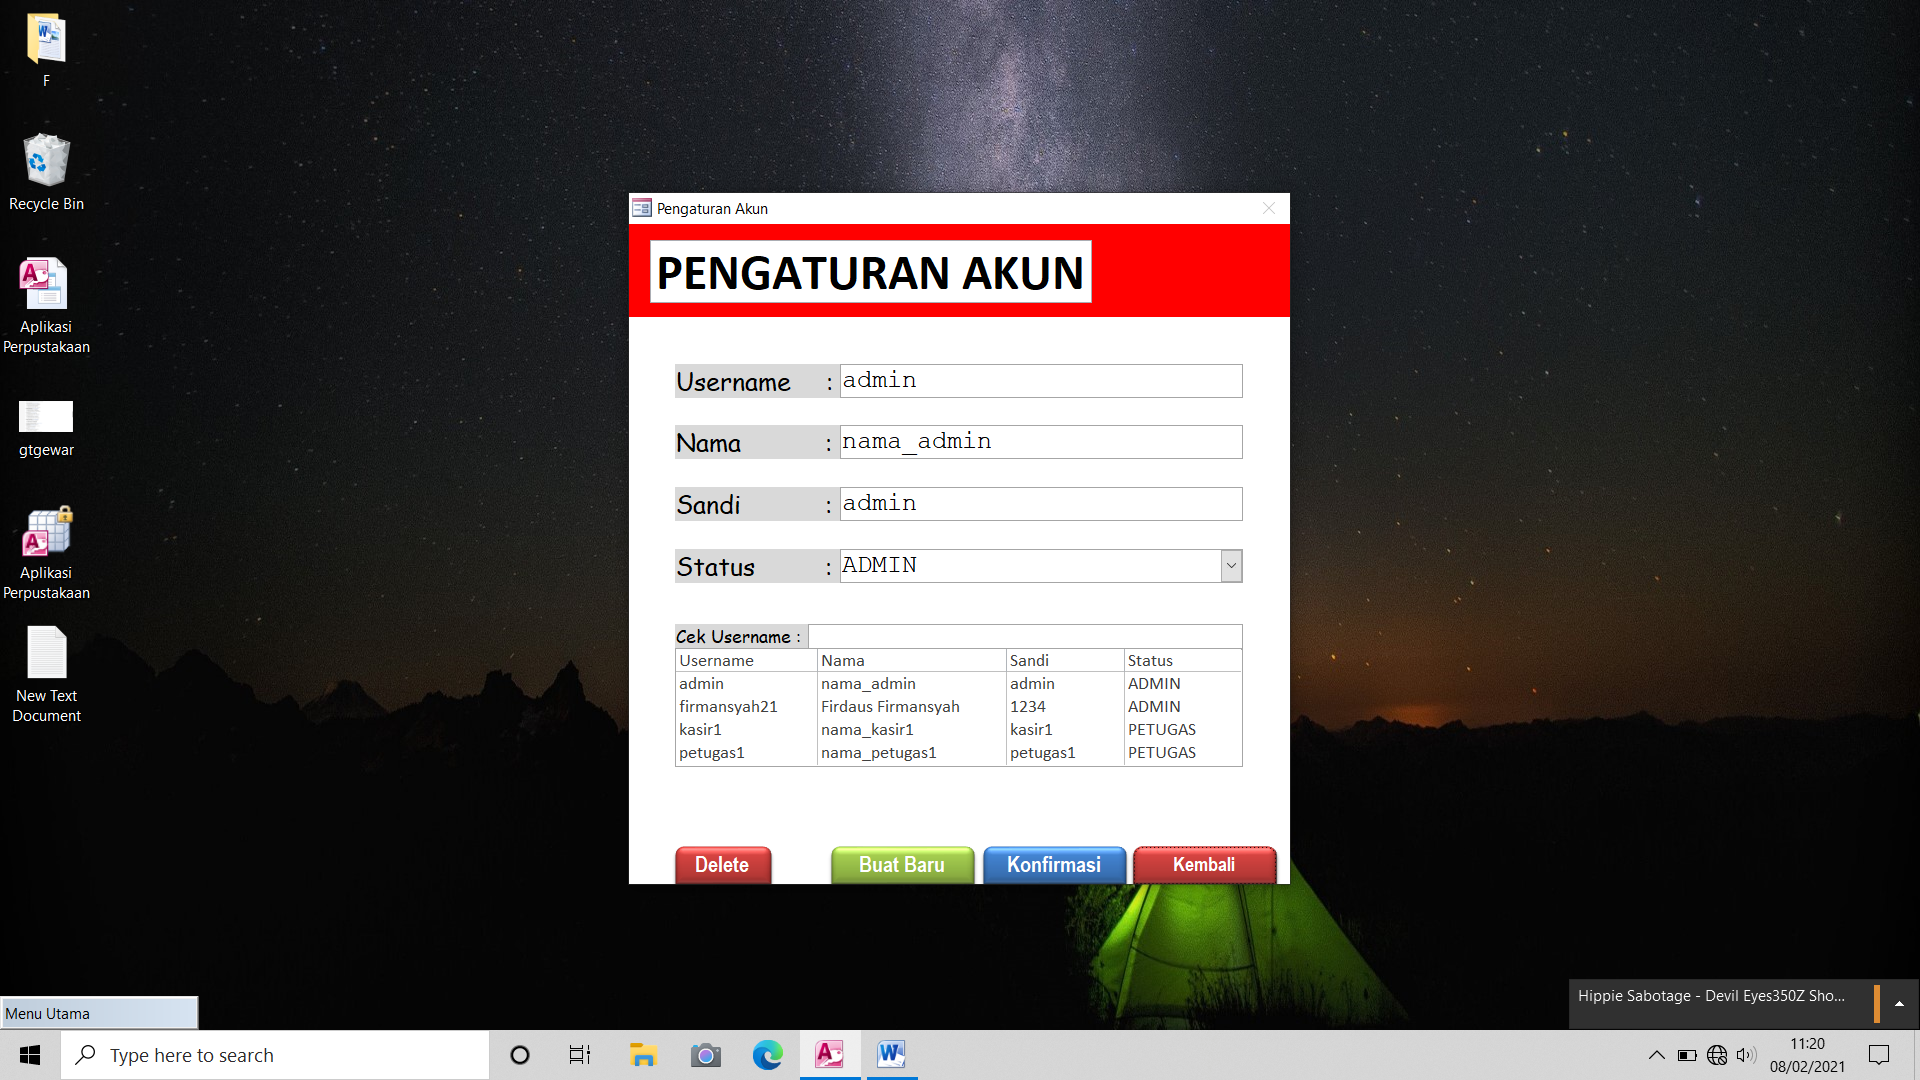 F
Recycle Bin
Aplikasi
Perpustakaan
gtgewar
Aplikasi
Perpustakaan
New Text
Document
Pengaturan Akun
PENGATURAN AKUN
Username : admin
Nama : nama_admin
Sandi : admin
Status : ADMIN
Cek Username :
Username Nama Sandi Status
admin nama_admin admin ADMIN
firmansyah21 Firdaus Firmansyah 1234 ADMIN
kasir1 nama_kasir1 kasir1 PETUGAS
petugas1 nama_petugas1 petugas1 PETUGAS
Delete Buat Baru Konfirmasi Kembali
Hippie Sabotage - Devil Eyes350Z Sho...
Menu Utama
Type here to search
11:20
08/02/2021